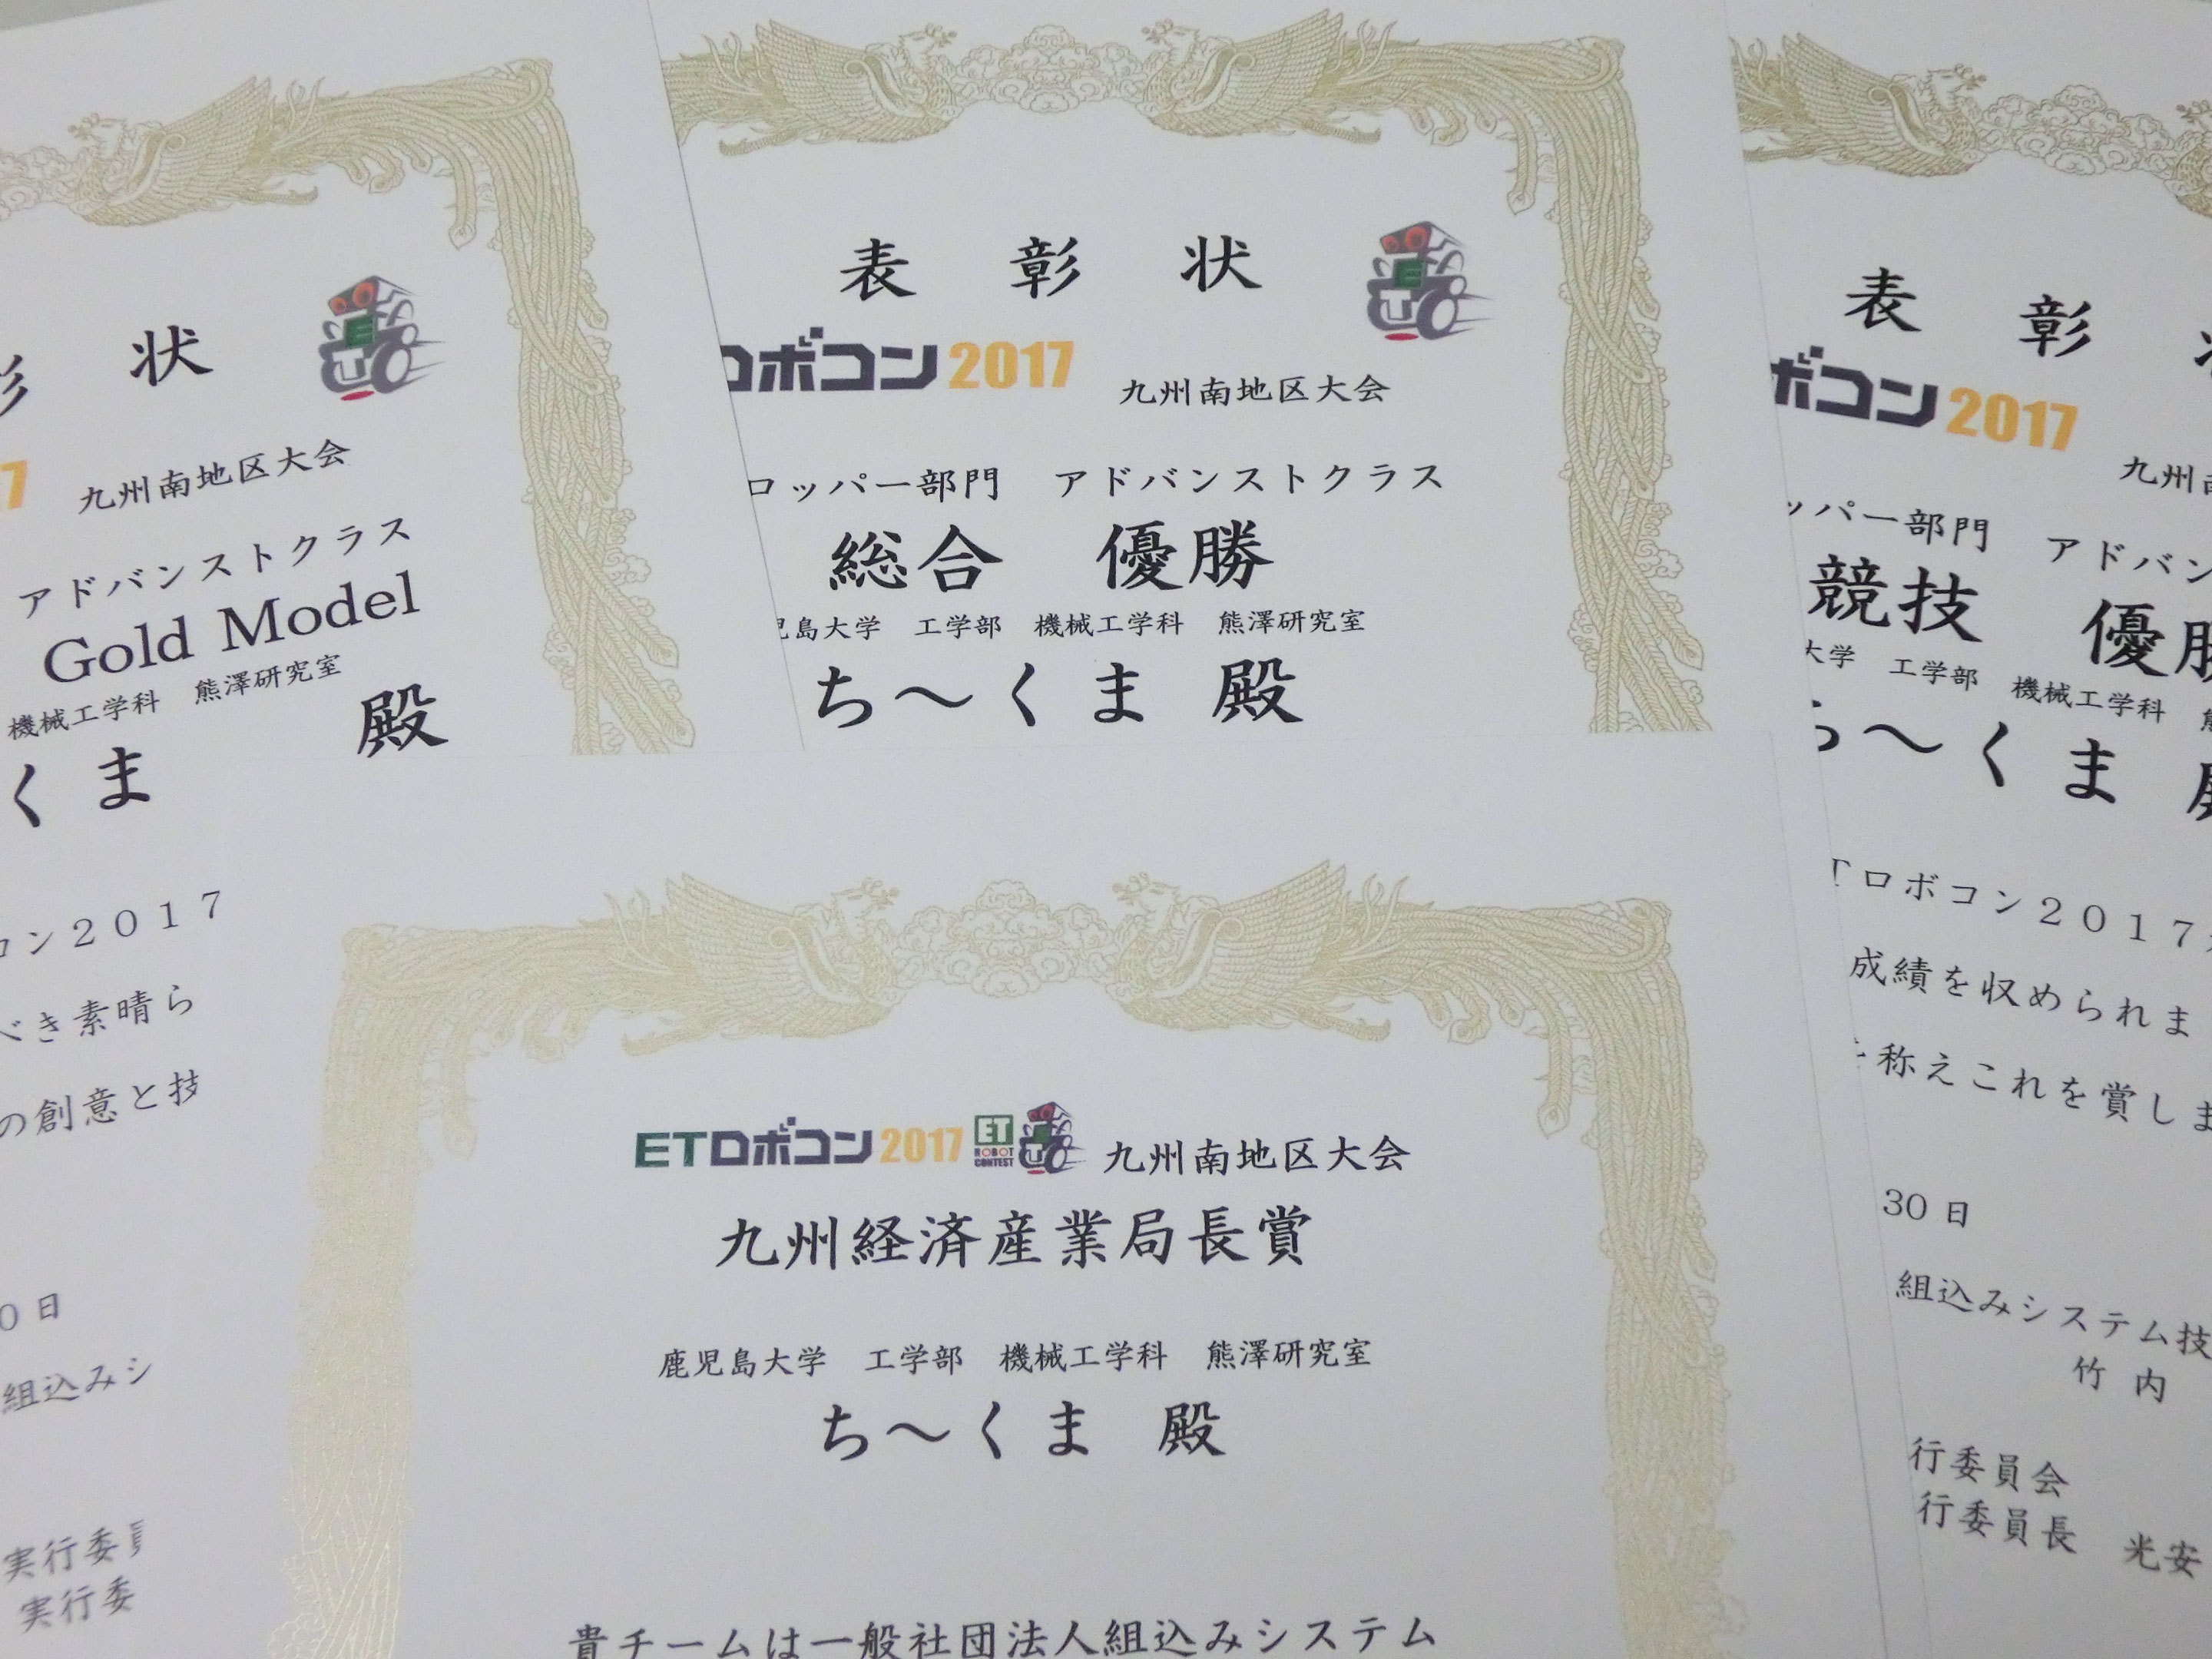 状
7 九州南地区大会
アドバンストクラス
Gold Model
機械工学科 熊澤研究室
くま 殿
コン２０１７
べき素晴ら
の創意と技
0日
組込みシ
実行委員
実行委
表 彰 状
ロボコン 2017 九州南地区大会
ロッパー部門 アドバンストクラス
総合 優勝
児島大学 工学部 機械工学科 熊澤研究室
ち〜くま 殿
表 彰
ボコン 2017
九州
ッパー部門 アドバン
競技 優勝
大学 工学部 機械工学科
〜くま
Tロボコン２０１７
成績を収められま
称えこれを賞しま
30日
組込みシステム技
竹 内
行委員会
行委員長 光安
ETロボコン 2017 ET ROBOT CONTEST 九州南地区大会
九州経済産業局長賞
鹿児島大学 工学部 機械工学科 熊澤研究室
ち〜くま 殿
貴チームは一般社団法人組込みシステム